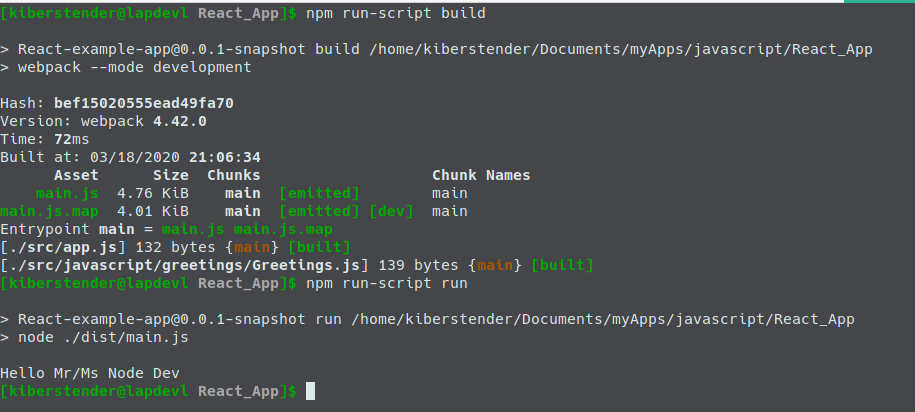 [kiberstender@lapdevl React_App]$ npm run-script build
> React-example-app@0.0.1-snapshot build /home/kiberstender/Documents/myApps/javascript/React_App
> webpack --mode development
Hash: bef15020555ead49fa70
Version: webpack 4.42.0
Time: 72ms
Built at: 03/18/2020 21:06:34
Asset Size Chunks Chunk Names
main.js 4.76 KiB main [emitted] main
main.js.map 4.01 KiB main [emitted] [dev] main
Entrypoint main = main.js main.js.map
[./src/app.js] 132 bytes {main} [built]
[./src/javascript/greetings/Greetings.js] 139 bytes {main} [built]
[kiberstender@lapdevl React_App]$ npm run-script run
> React-example-app@0.0.1-snapshot run /home/kiberstender/Documents/myApps/javascript/React_App
> node ./dist/main.js
Hello Mr/Ms Node Dev
[kiberstender@lapdevl React_App]$